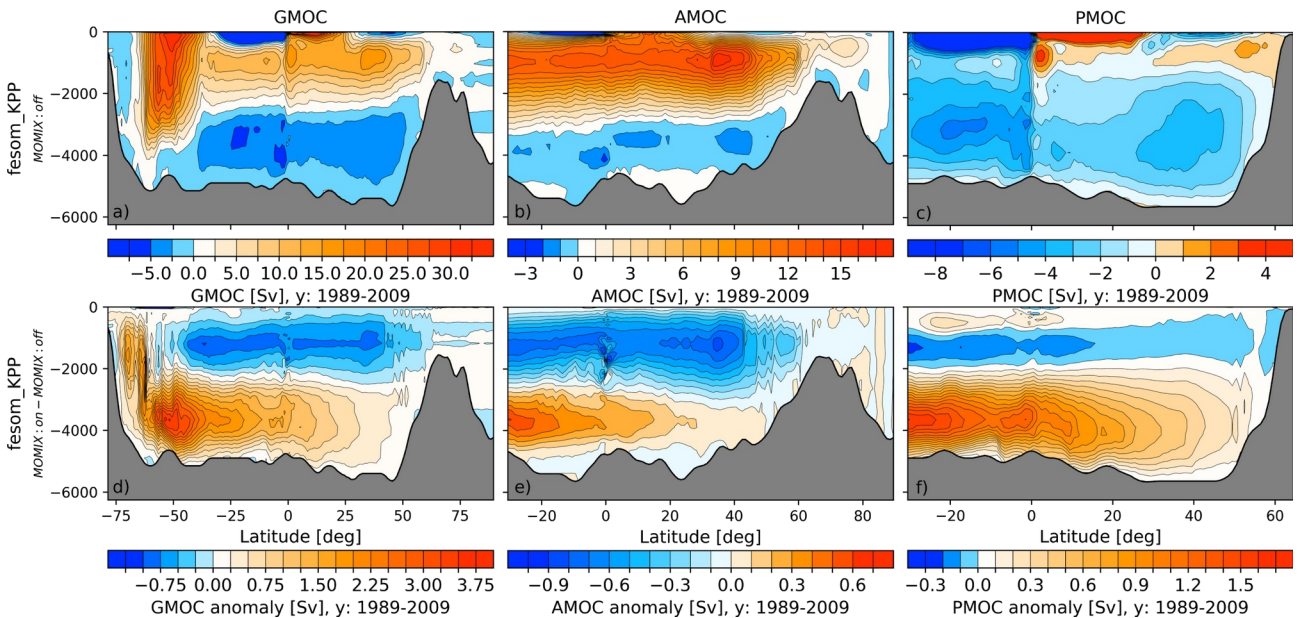 GMOC
AMOC
PMOC
fesom_KPP
MOMIX : off
0
−2000
−4000
−6000
a)
b)
c)
−5.0 0.0 5.0 10.0 15.0 20.0 25.0 30.0
−3 0 3 6 9 12 15
−8 −6 −4 −2 0 2 4
GMOC [Sv], y: 1989-2009
AMOC [Sv], y: 1989-2009
PMOC [Sv], y: 1989-2009
fesom_KPP
MOMIX : on − MOMIX : off
0
−2000
−4000
−6000
d)
e)
f)
−75 −50 −25 0 25 50 75
−20 0 20 40 60 80
−20 0 20 40 60
Latitude [deg]
Latitude [deg]
Latitude [deg]
−0.75 0.00 0.75 1.50 2.25 3.00 3.75
−0.9 −0.6 −0.3 0.0 0.3 0.6
−0.3 0.0 0.3 0.6 0.9 1.2 1.5
GMOC anomaly [Sv], y: 1989-2009
AMOC anomaly [Sv], y: 1989-2009
PMOC anomaly [Sv], y: 1989-2009